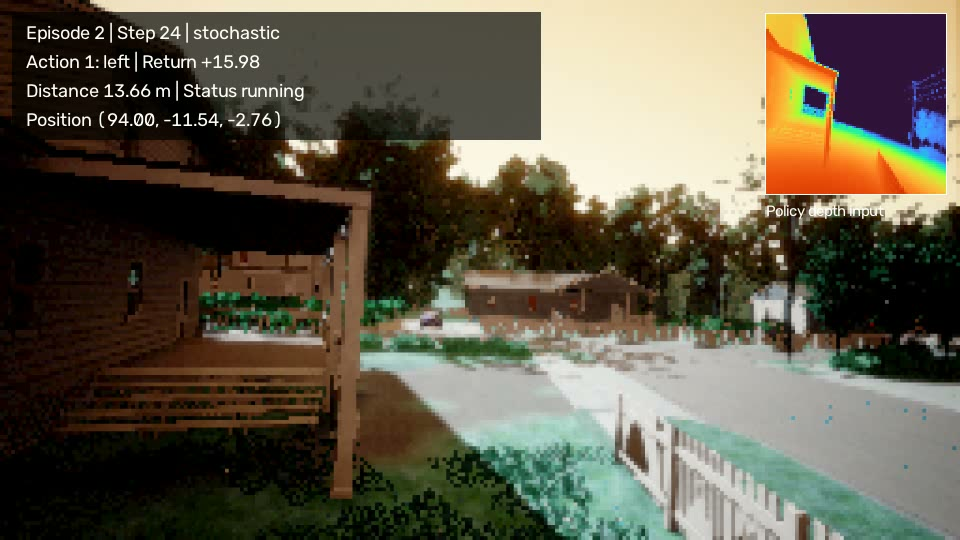 Episode 2 | Step 24 | stochastic
Action 1: left | Return +15.98
Distance 13.66 m | Status running
Position (94.00, -11.54, -2.76)
Policy depth input